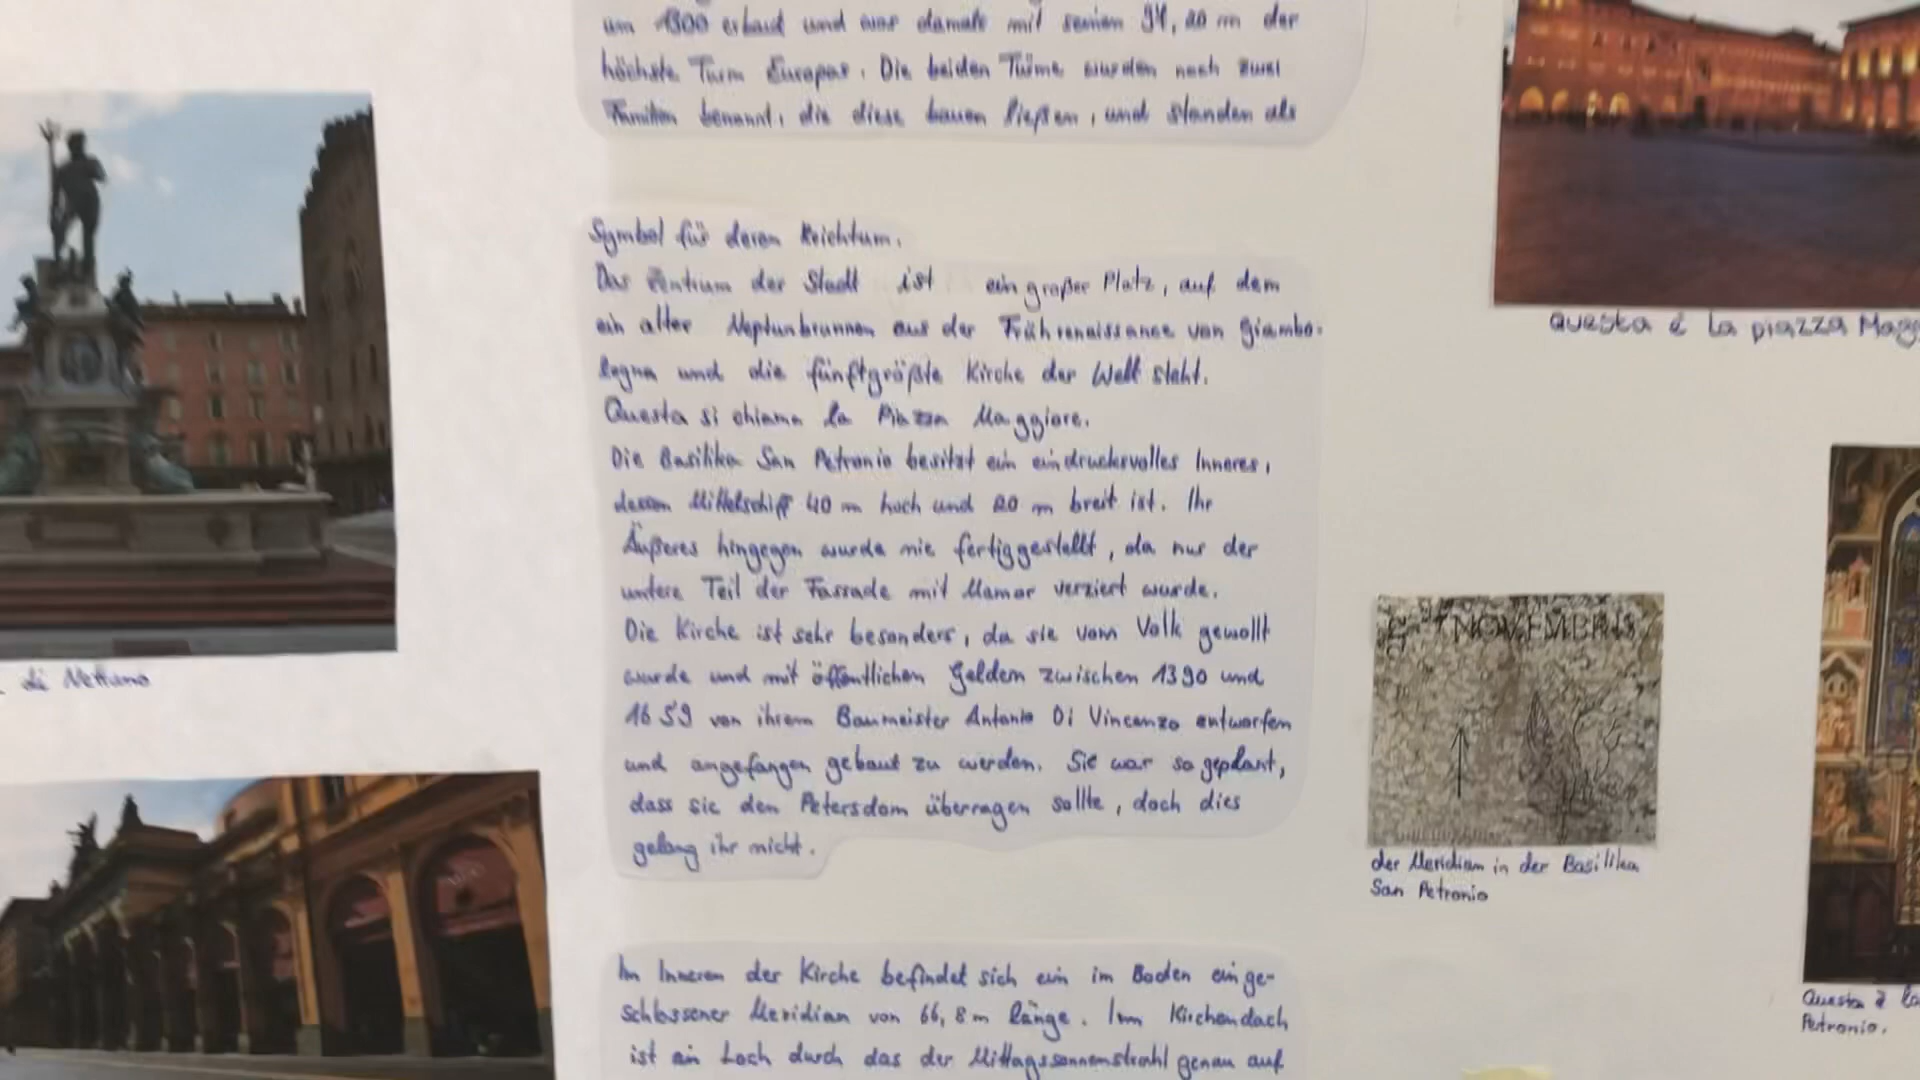 um 1300 erbaut und war damals mit seinen 97,20 m der
höchste Turm Europas. Die beiden Türme wurden nach zwei
Familien benannt, die diese bauen ließen, und standen als
Symbol für deren Reichtum.
Das Zentrum der Stadt ist ein großer Platz, auf dem
ein alter Neptunbrunnen aus der Frührenaissance von Giambo-
logna und die fünftgrößte Kirche der Welt steht.
Questa si chiama la Piazza Maggiore.
Die Basilika San Petronio besitzt ein eindrucksvolles Inneres,
dessen Mittelschiff 40 m hoch und 20 m breit ist. Ihr
Äußeres hingegen wurde nie fertiggestellt, da nur der
untere Teil der Fassade mit Mamor verziert wurde.
Die Kirche ist sehr besonders, da sie vom Volk gewollt
wurde und mit öffentlichen Geldern zwischen 1390 und
1659 von ihrem Baumeister Antonio Di Vincenzo entworfen
und angefangen gebaut zu werden. Sie war so geplant,
dass sie den Petersdom überragen sollte, doch dies
gelang ihr nicht.
Im Inneren der Kirche befindet sich ein im Boden einge-
schlossener Meridian von 66,8 m länge. Im Kirchendach
ist ein Loch durch das der Mittagssonnenstrahl genau auf
di Nettuno
Questa è la piazza Magg
NOVEMBRIS
der Meridian in der Basilika
San Petronio
Questa è la
Petronio.